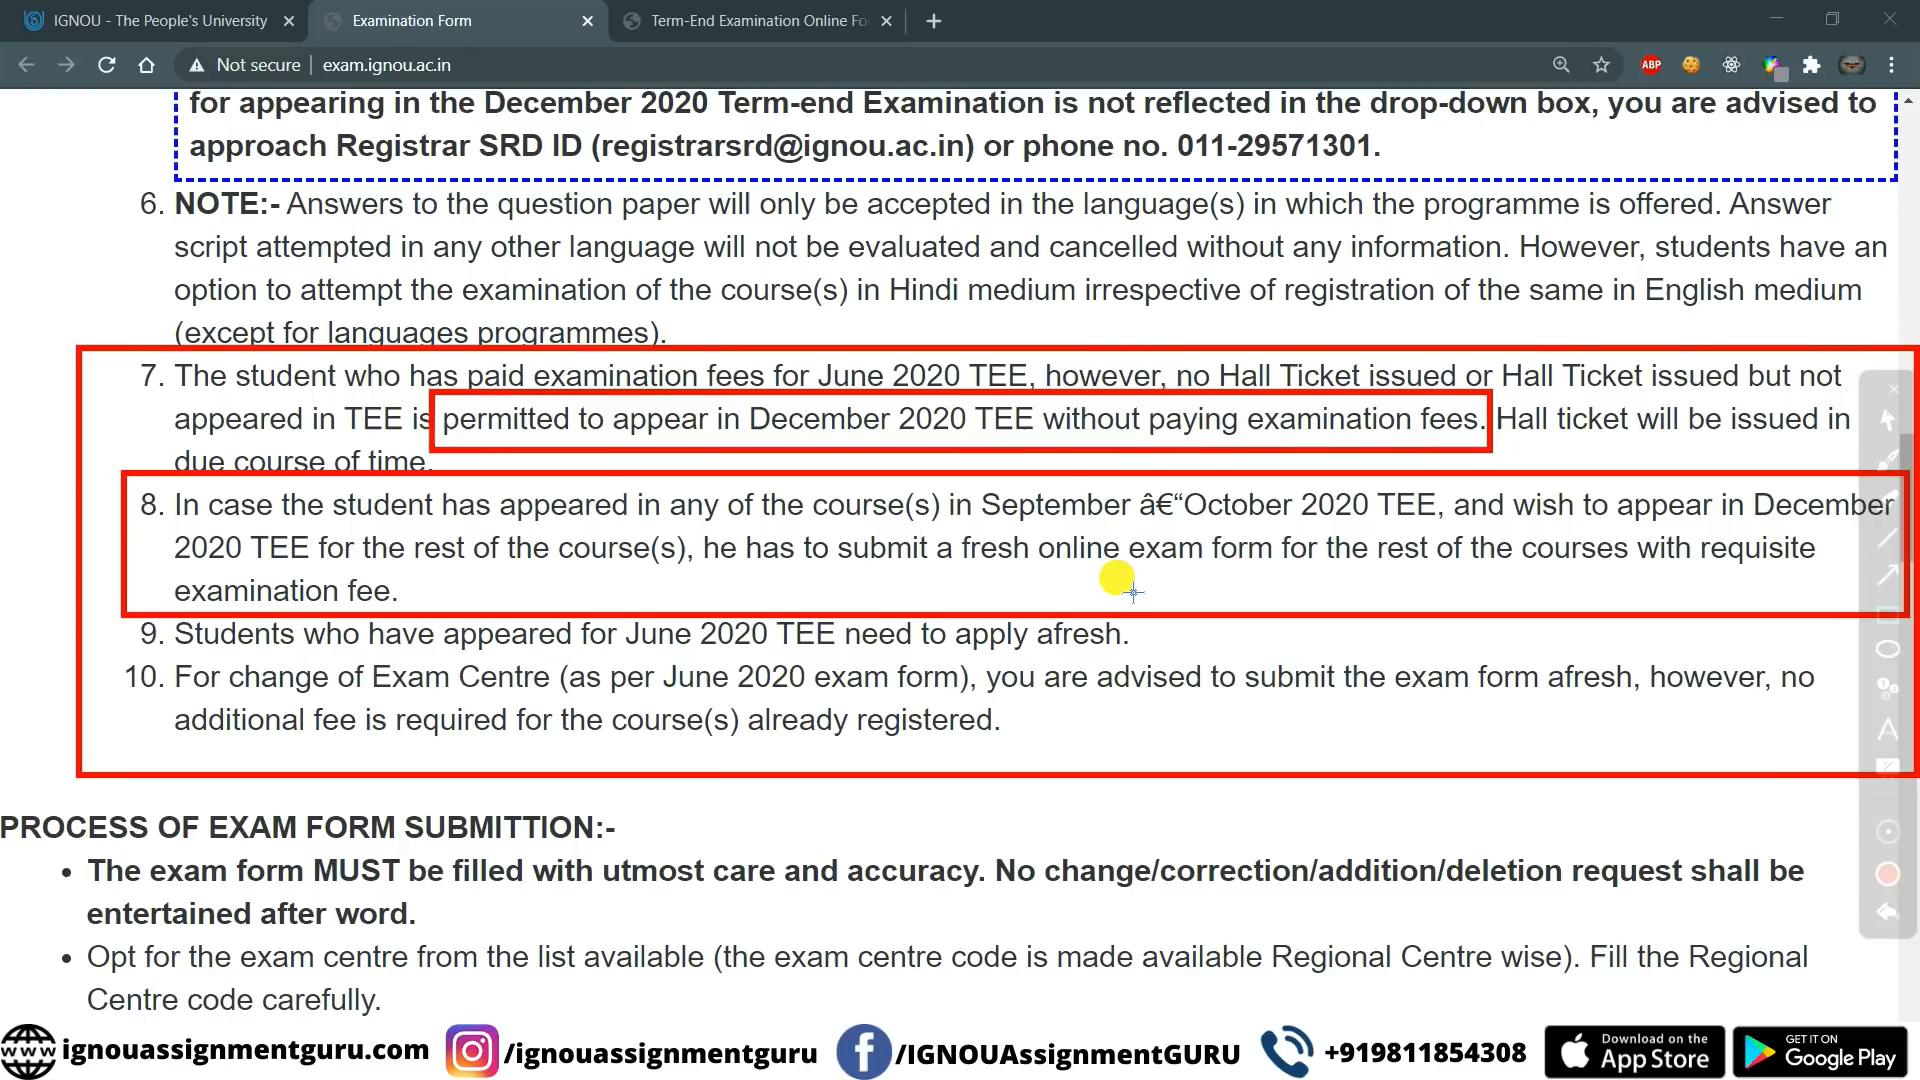 IGNOU - The People's University
Examination Form
Term-End Examination Online Fo
Not secure
exam.ignou.ac.in
ABP
for appearing in the December 2020 Term-end Examination is not reflected in the drop-down box, you are advised to
approach Registrar SRD ID (registrarsrd@ignou.ac.in) or phone no. 011-29571301.
6. NOTE:- Answers to the question paper will only be accepted in the language(s) in which the programme is offered. Answer
script attempted in any other language will not be evaluated and cancelled without any information. However, students have an
option to attempt the examination of the course(s) in Hindi medium irrespective of registration of the same in English medium
(except for languages programmes).
7. The student who has paid examination fees for June 2020 TEE, however, no Hall Ticket issued or Hall Ticket issued but not
appeared in TEE is permitted to appear in December 2020 TEE without paying examination fees. Hall ticket will be issued in
due course of time.
8. In case the student has appeared in any of the course(s) in September â€“October 2020 TEE, and wish to appear in December
2020 TEE for the rest of the course(s), he has to submit a fresh online exam form for the rest of the courses with requisite
examination fee.
9. Students who have appeared for June 2020 TEE need to apply afresh.
10. For change of Exam Centre (as per June 2020 exam form), you are advised to submit the exam form afresh, however, no
additional fee is required for the course(s) already registered.
PROCESS OF EXAM FORM SUBMITTION:-
• The exam form MUST be filled with utmost care and accuracy. No change/correction/addition/deletion request shall be
entertained after word.
• Opt for the exam centre from the list available (the exam centre code is made available Regional Centre wise). Fill the Regional
Centre code carefully.
www ignouassignmentguru.com /ignouassignmentguru /IGNOUAssignmentGURU +919811854308 Download on the App Store GET IT ON Google Play